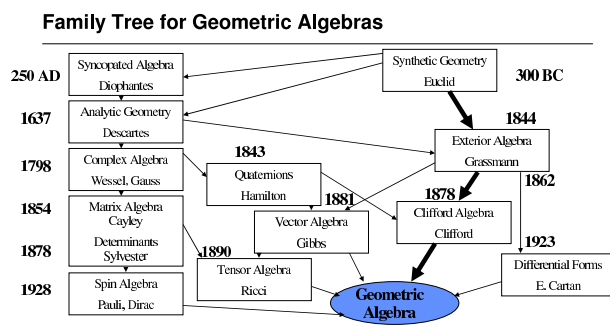 Family Tree for Geometric Algebras
250 AD
Syncopated Algebra
Diophantes
Synthetic Geometry
Euclid
300 BC
1637
Analytic Geometry
Descartes
1844
Exterior Algebra
Grassmann
1798
Complex Algebra
Wessel, Gauss
1843
Quaternions
Hamilton
1862
1854
Matrix Algebra
Cayley
1878
Determinants
Sylvester
1881
Vector Algebra
Gibbs
1878
Clifford Algebra
Clifford
1890
Tensor Algebra
Ricci
1923
Differential Forms
E. Cartan
1928
Spin Algebra
Pauli, Dirac
Geometric
Algebra